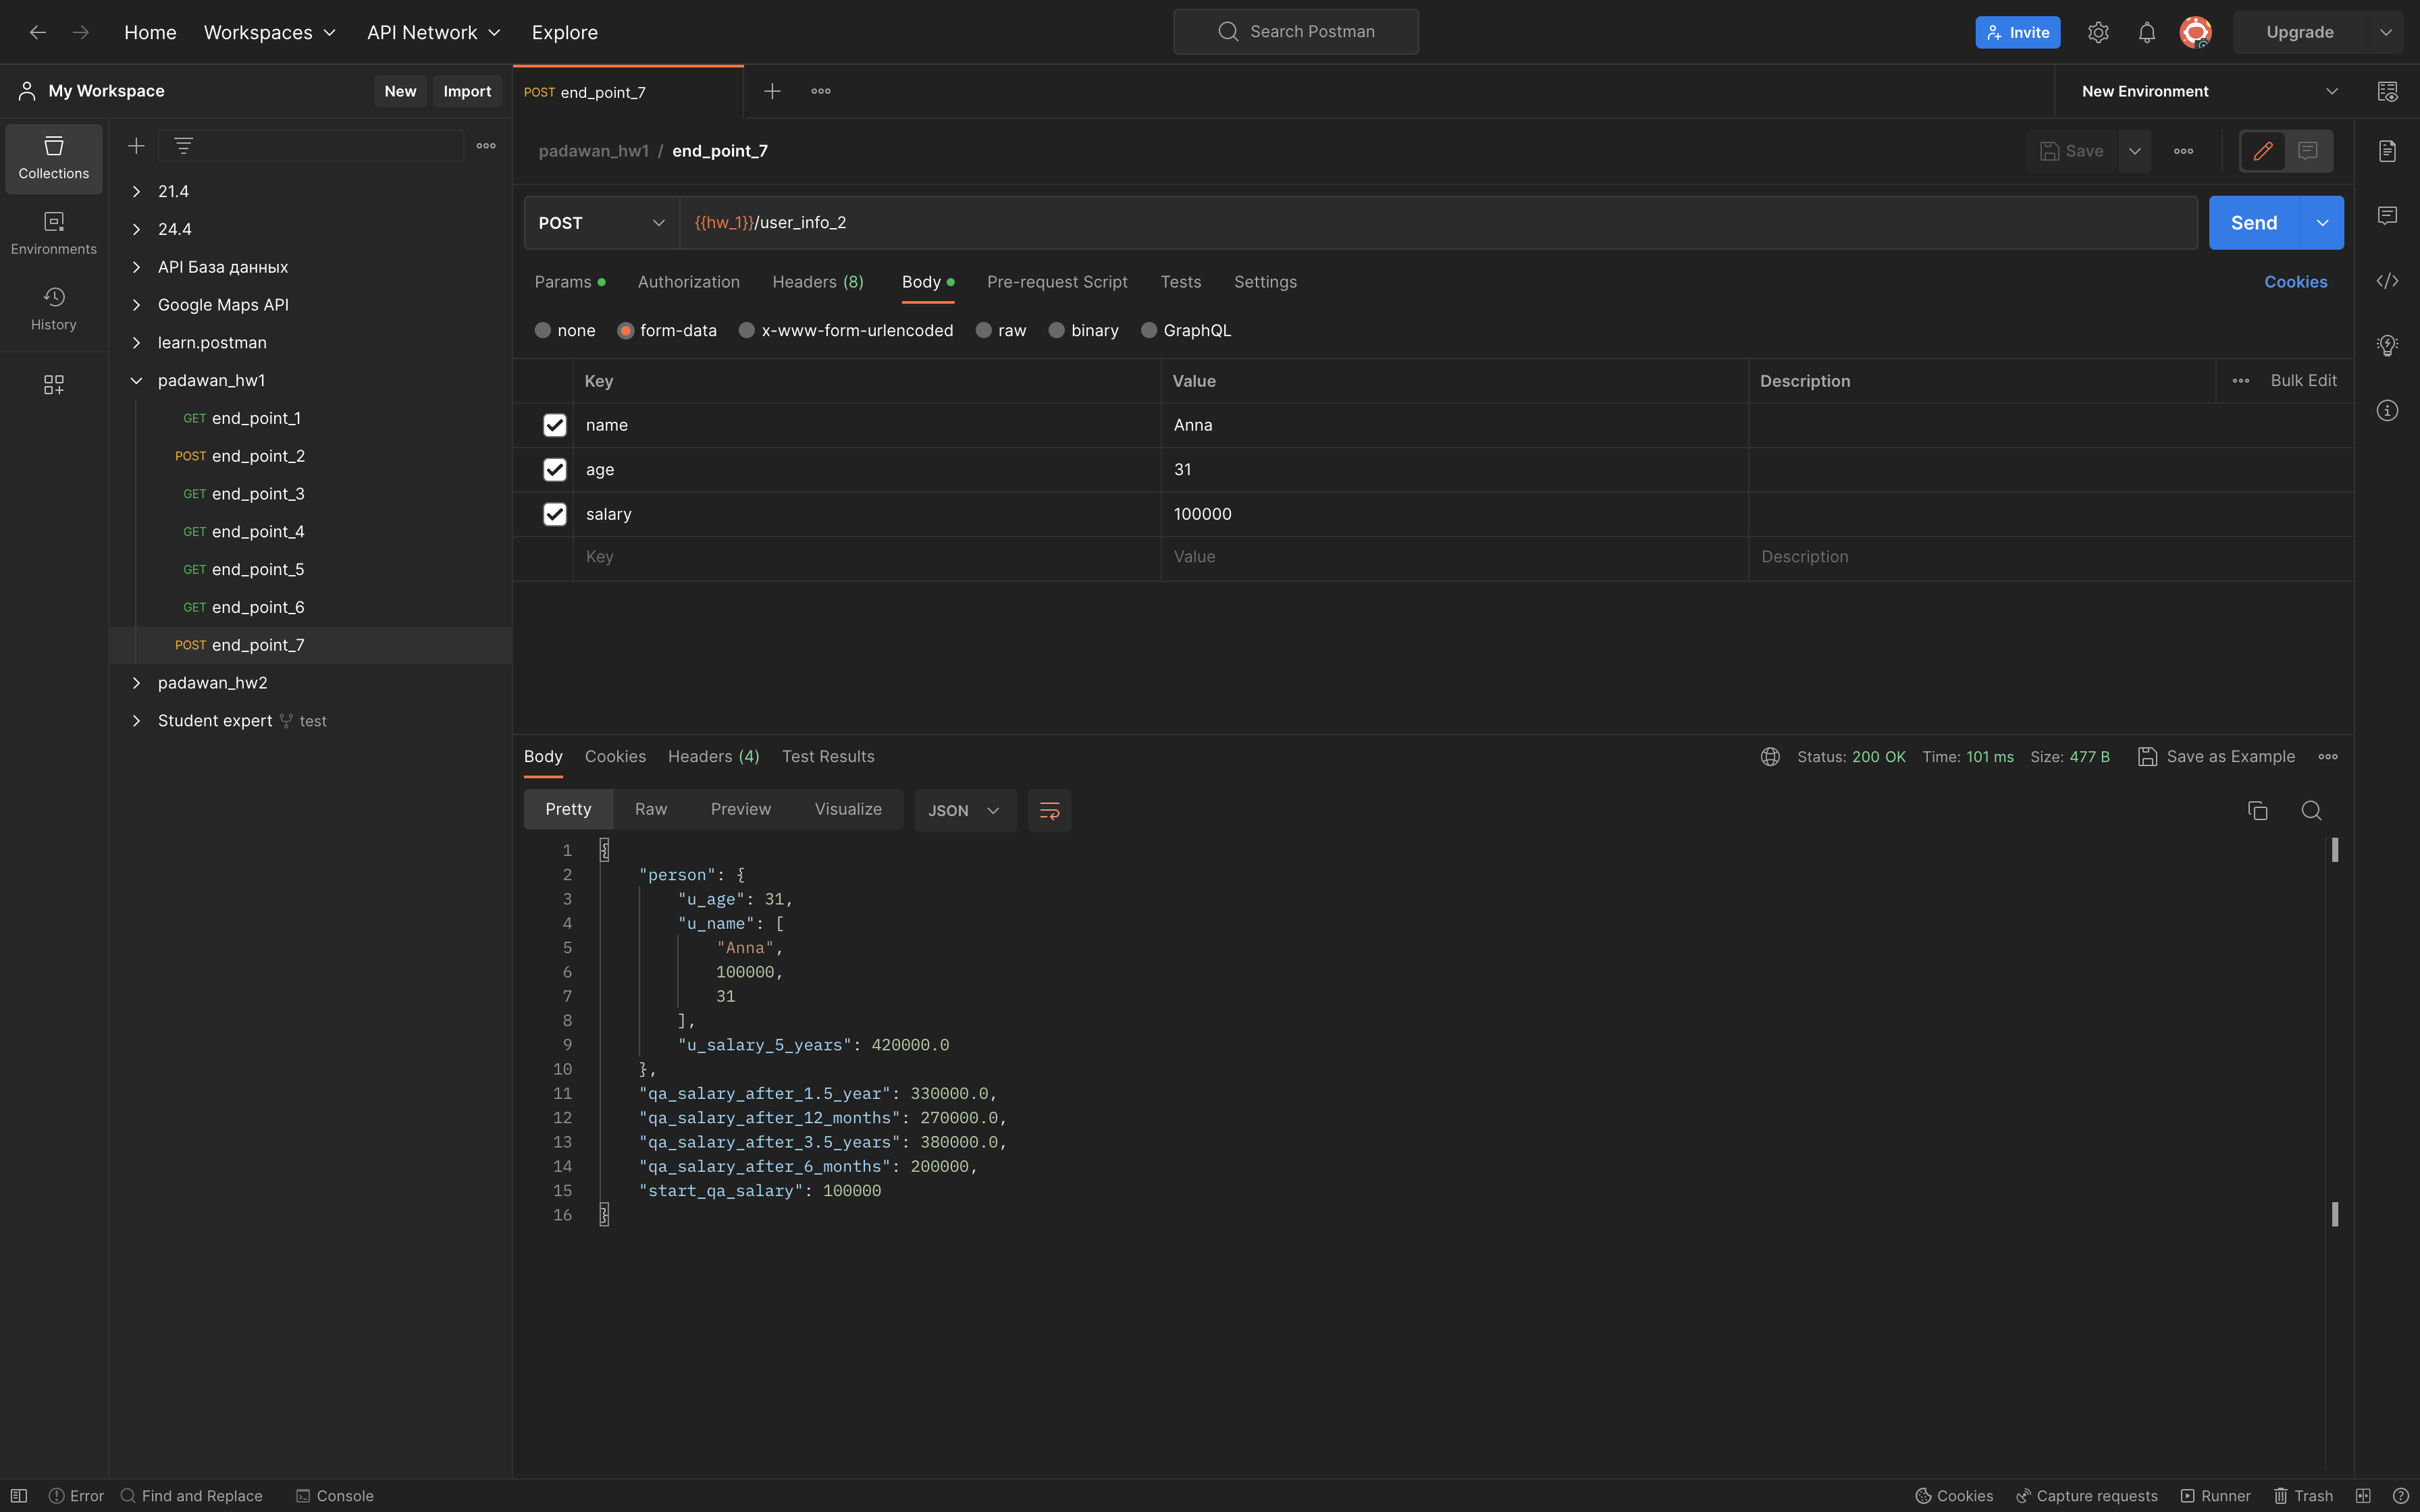 Home Workspaces API Network Explore Search Postman Invite Upgrade
My Workspace New Import POST end_point_7 New Environment
Collections
Environments
History
21.4
24.4
API База данных
Google Maps API
learn.postman
padawan_hw1
GET end_point_1
POST end_point_2
GET end_point_3
GET end_point_4
GET end_point_5
GET end_point_6
POST end_point_7
padawan_hw2
Student expert test
padawan_hw1 / end_point_7 Save
POST {{hw_1}}/user_info_2 Send
Params Authorization Headers (8) Body Pre-request Script Tests Settings Cookies
none form-data x-www-form-urlencoded raw binary GraphQL
Key Value Description Bulk Edit
name Anna
age 31
salary 100000
Key Value Description
Body Cookies Headers (4) Test Results Status: 200 OK Time: 101 ms Size: 477 B Save as Example
Pretty Raw Preview Visualize JSON
1 {
2 "person": {
3 "u_age": 31,
4 "u_name": [
5 "Anna",
6 100000,
7 31
8 ],
9 "u_salary_5_years": 420000.0
10 },
11 "qa_salary_after_1.5_year": 330000.0,
12 "qa_salary_after_12_months": 270000.0,
13 "qa_salary_after_3.5_years": 380000.0,
14 "qa_salary_after_6_months": 200000,
15 "start_qa_salary": 100000
16 }
Error Find and Replace Console Cookies Capture requests Runner Trash